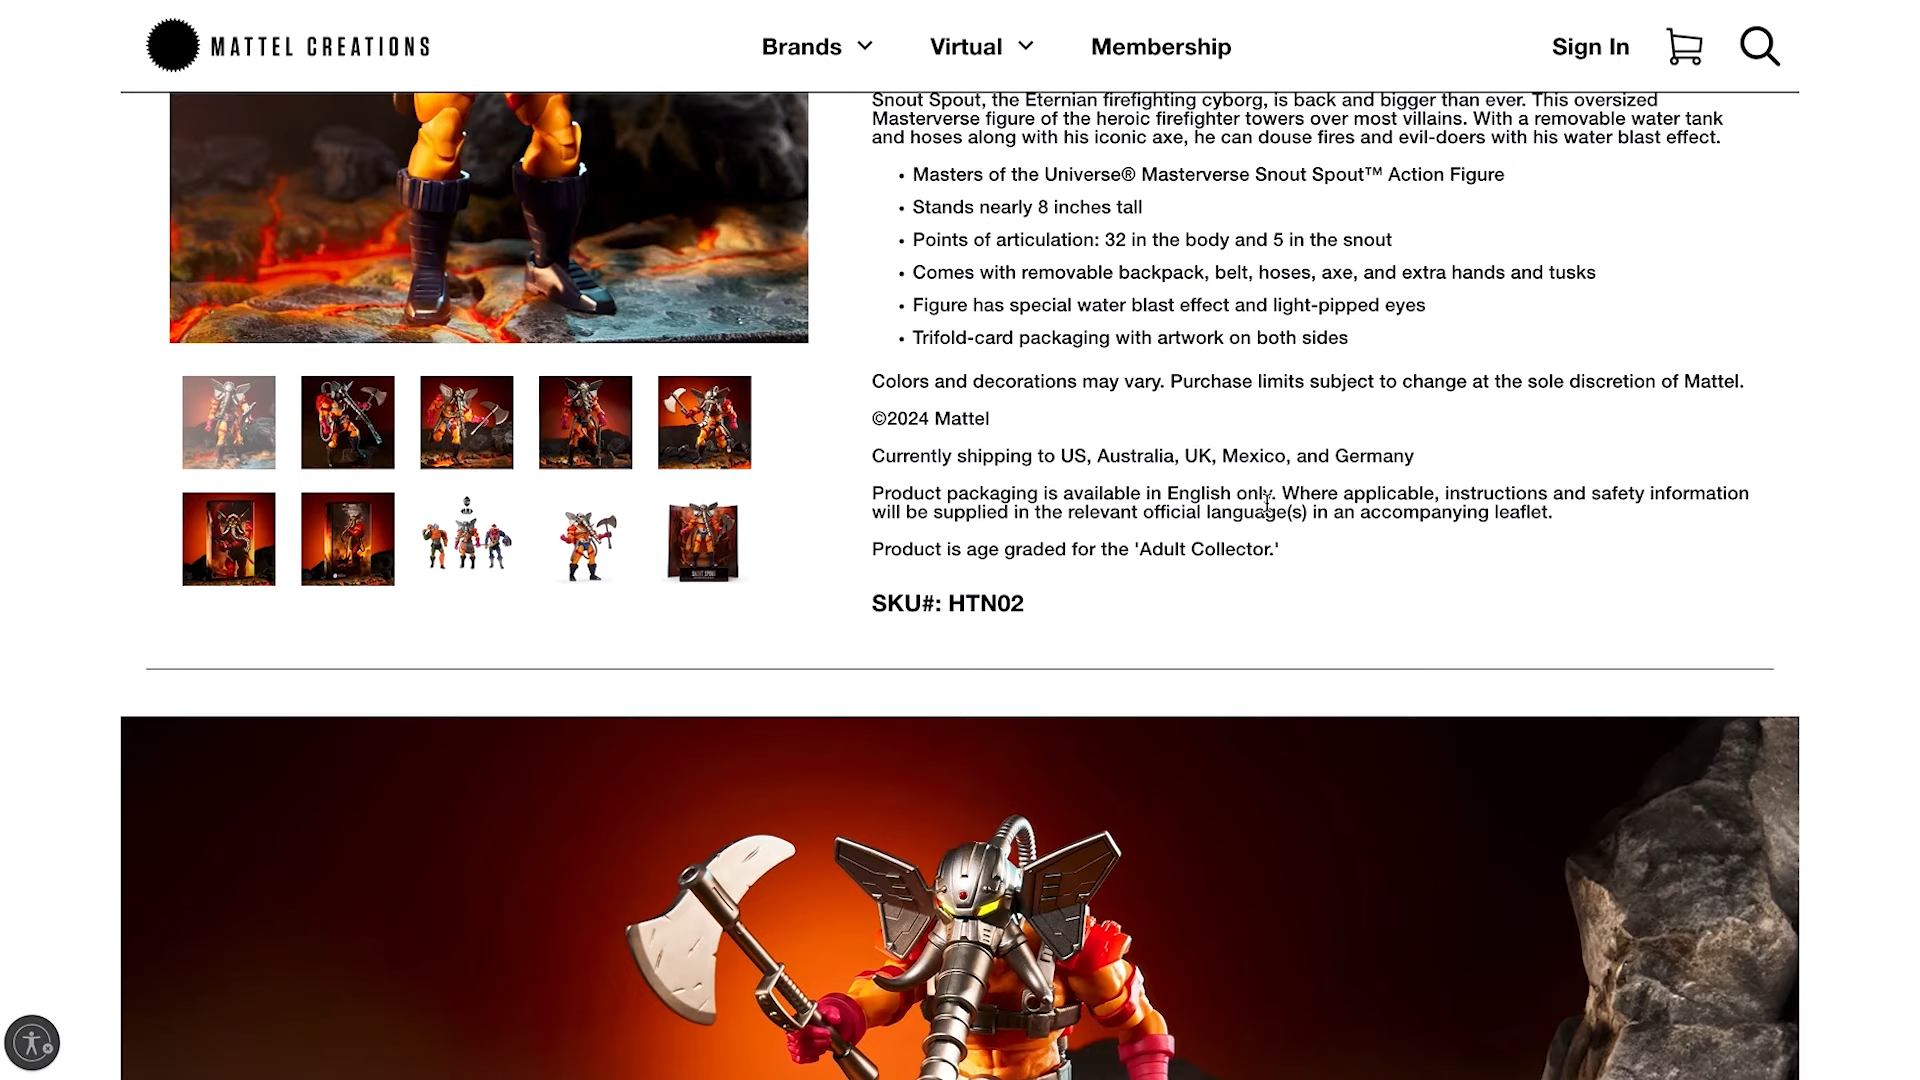 MATTEL CREATIONS
Brands
Virtual
Membership
Sign In
Snout Spout, the Eternian firefighting cyborg, is back and bigger than ever. This oversized
Masterverse figure of the heroic firefighter towers over most villains. With a removable water tank
and hoses along with his iconic axe, he can douse fires and evil-doers with his water blast effect.
• Masters of the Universe® Masterverse Snout Spout™ Action Figure
• Stands nearly 8 inches tall
• Points of articulation: 32 in the body and 5 in the snout
• Comes with removable backpack, belt, hoses, axe, and extra hands and tusks
• Figure has special water blast effect and light-pipped eyes
• Trifold-card packaging with artwork on both sides
Colors and decorations may vary. Purchase limits subject to change at the sole discretion of Mattel.
©2024 Mattel
Currently shipping to US, Australia, UK, Mexico, and Germany
Product packaging is available in English only. Where applicable, instructions and safety information
will be supplied in the relevant official language(s) in an accompanying leaflet.
Product is age graded for the 'Adult Collector.'
SKU#: HTN02
SNOUT SPOUT